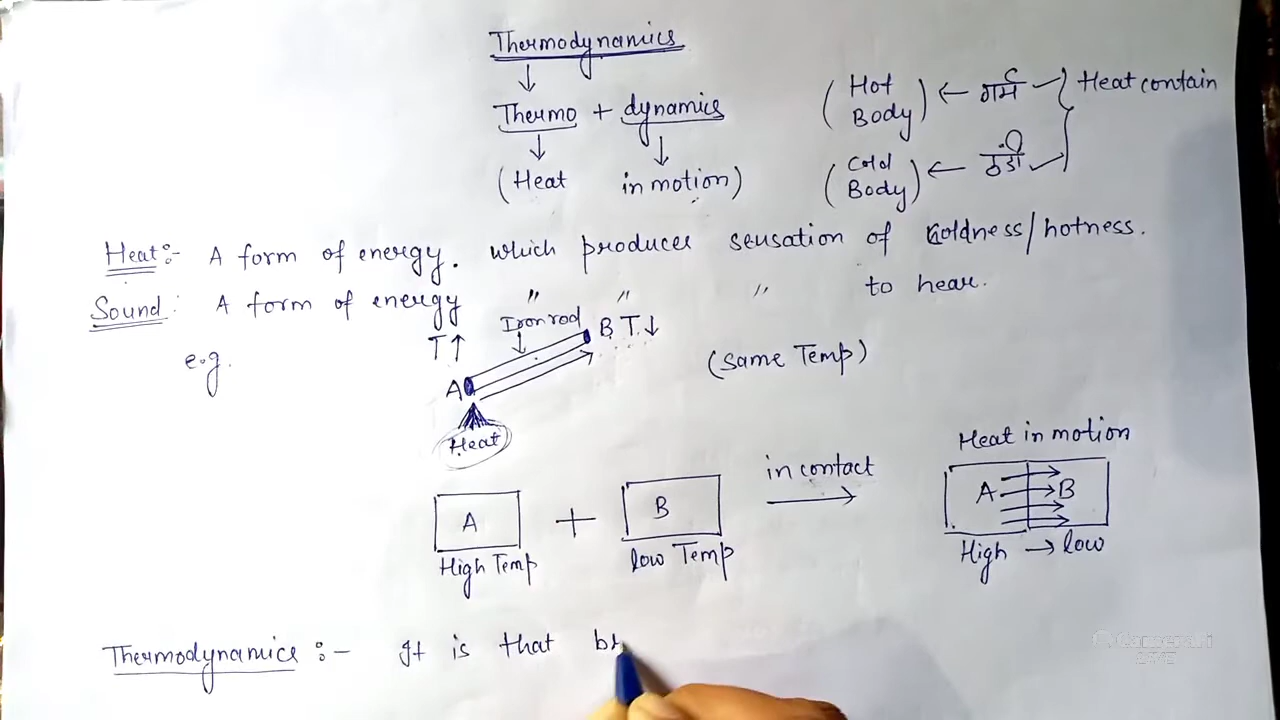 Thermodynamics
↓
Thermo + dynamics
↓ ↓
(Heat in motion)
(Hot Body) ← गर्म } Heat contain
(Cold Body) ← ठंडी
Heat :- A form of energy. which produces sensation of coldness/hotness.
Sound : A form of energy " " " to hear.
e.g.
T↑ Iron rod B T.↓
A
Heat
(Same Temp)
Heat in motion
A + B in contact → A B
High Temp low Temp High → low
Thermodynamics :- It is that br